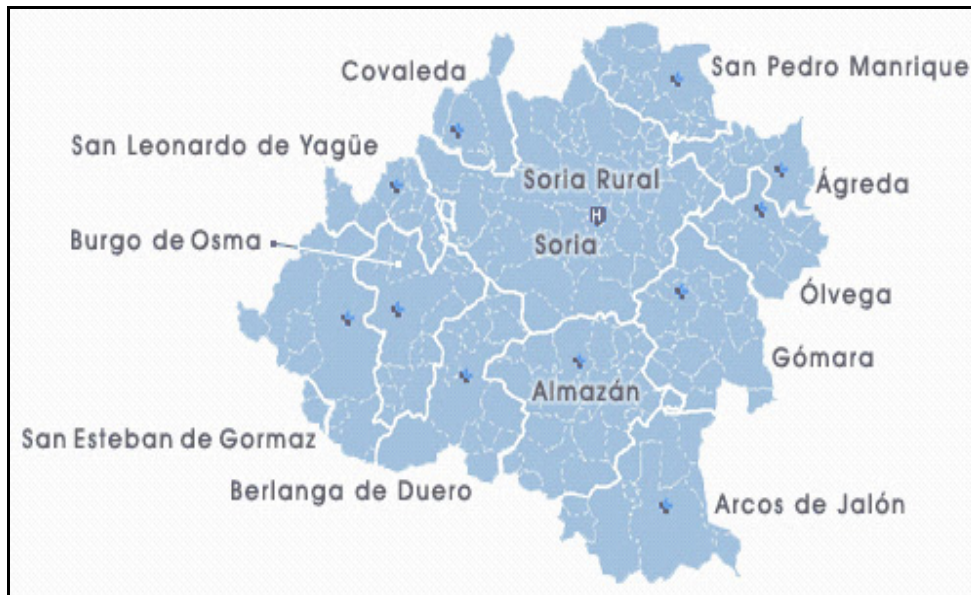 Covaleda
San Pedro Manrique
San Leonardo de Yagüe
Soria Rural
Ágreda
H
Burgo de Osma
Soria
Ólvega
Gómara
Almazán
San Esteban de Gormaz
Berlanga de Duero
Arcos de Jalón